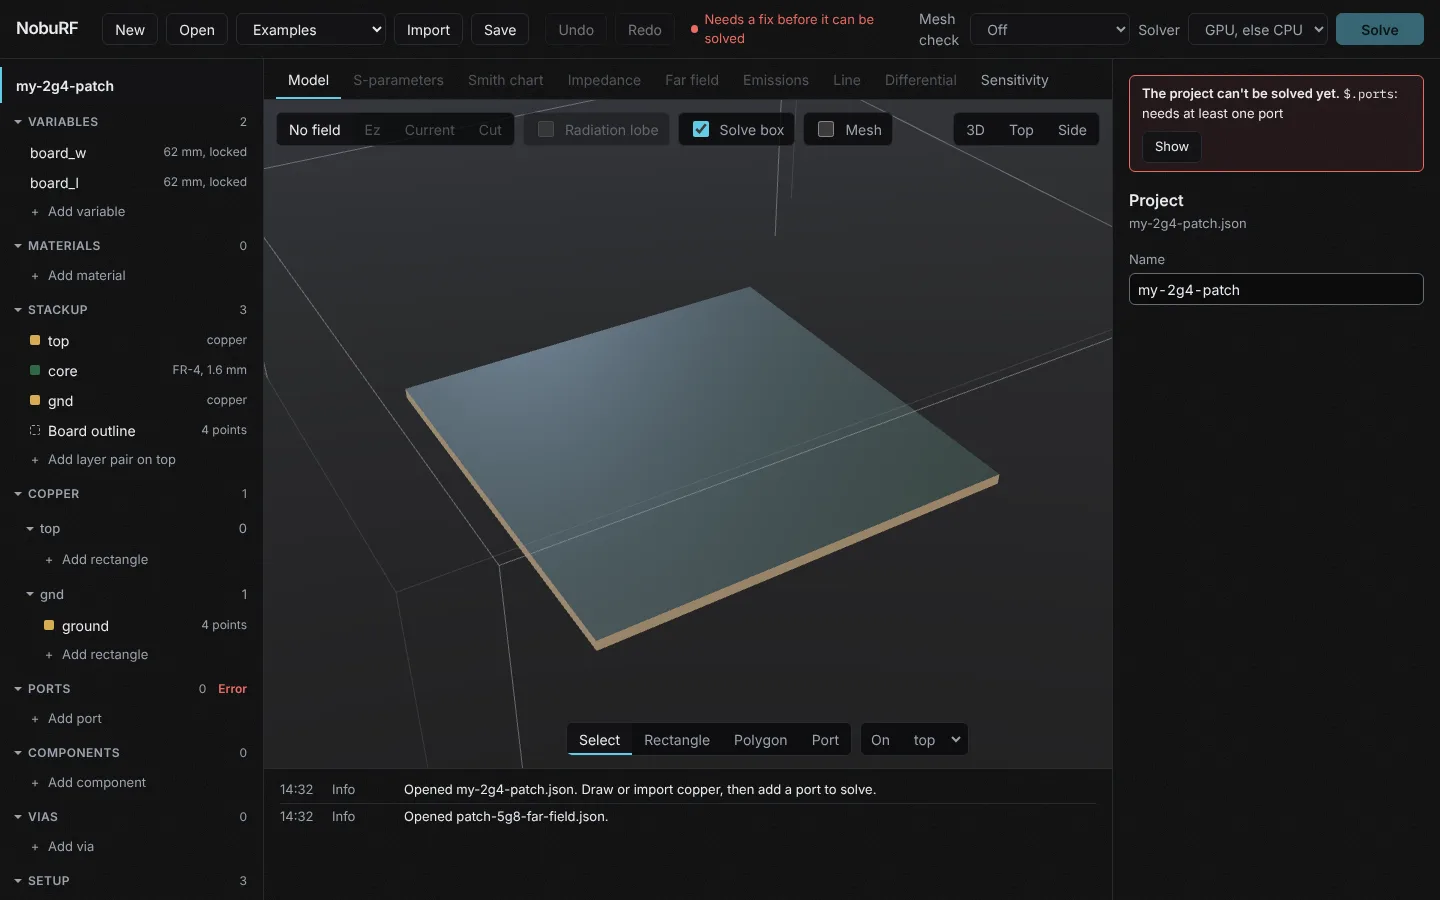 NobuRF
New
Open
Examples
Import
Save
Undo
Redo
Needs a fix before it can be
solved
Mesh
check
Off
Solver
GPU, else CPU
Solve
my-2g4-patch
VARIABLES 2
board_w 62 mm, locked
board_l 62 mm, locked
+ Add variable
MATERIALS 0
+ Add material
STACKUP 3
top copper
core FR-4, 1.6 mm
gnd copper
Board outline 4 points
+ Add layer pair on top
COPPER 1
top 0
+ Add rectangle
gnd 1
ground 4 points
+ Add rectangle
PORTS 0 Error
+ Add port
COMPONENTS 0
+ Add component
VIAS 0
+ Add via
SETUP 3
Model
S-parameters
Smith chart
Impedance
Far field
Emissions
Line
Differential
Sensitivity
No field
Ez
Current
Cut
Radiation lobe
Solve box
Mesh
3D
Top
Side
Select
Rectangle
Polygon
Port
On
top
14:32 Info Opened my-2g4-patch.json. Draw or import copper, then add a port to solve.
14:32 Info Opened patch-5g8-far-field.json.
The project can't be solved yet. $.ports:
needs at least one port
Show
Project
my-2g4-patch.json
Name
my-2g4-patch